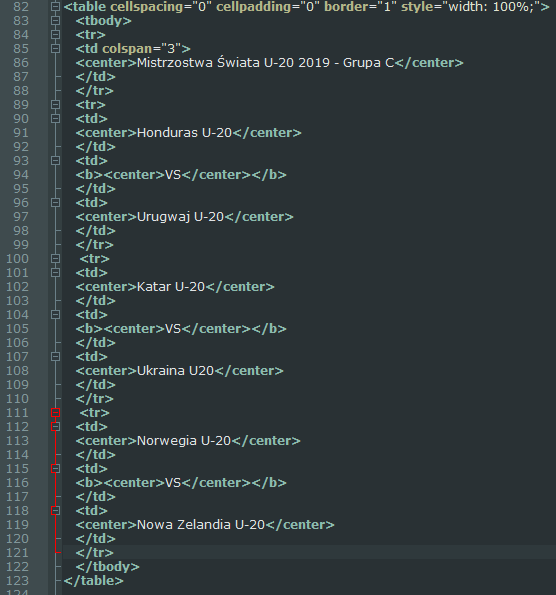 82 <table cellspacing="0" cellpadding="0" border="1" style="width: 100%;">
83 <tbody>
84 <tr>
85 <td colspan="3">
86 <center>Mistrzostwa Świata U-20 2019 - Grupa C</center>
87 </td>
88 </tr>
89 <tr>
90 <td>
91 <center>Honduras U-20</center>
92 </td>
93 <td>
94 <b><center>VS</center></b>
95 </td>
96 <td>
97 <center>Urugwaj U-20</center>
98 </td>
99 </tr>
100 <tr>
101 <td>
102 <center>Katar U-20</center>
103 </td>
104 <td>
105 <b><center>VS</center></b>
106 </td>
107 <td>
108 <center>Ukraina U20</center>
109 </td>
110 </tr>
111 <tr>
112 <td>
113 <center>Norwegia U-20</center>
114 </td>
115 <td>
116 <b><center>VS</center></b>
117 </td>
118 <td>
119 <center>Nowa Zelandia U-20</center>
120 </td>
121 </tr>
122 </tbody>
123 </table>
124